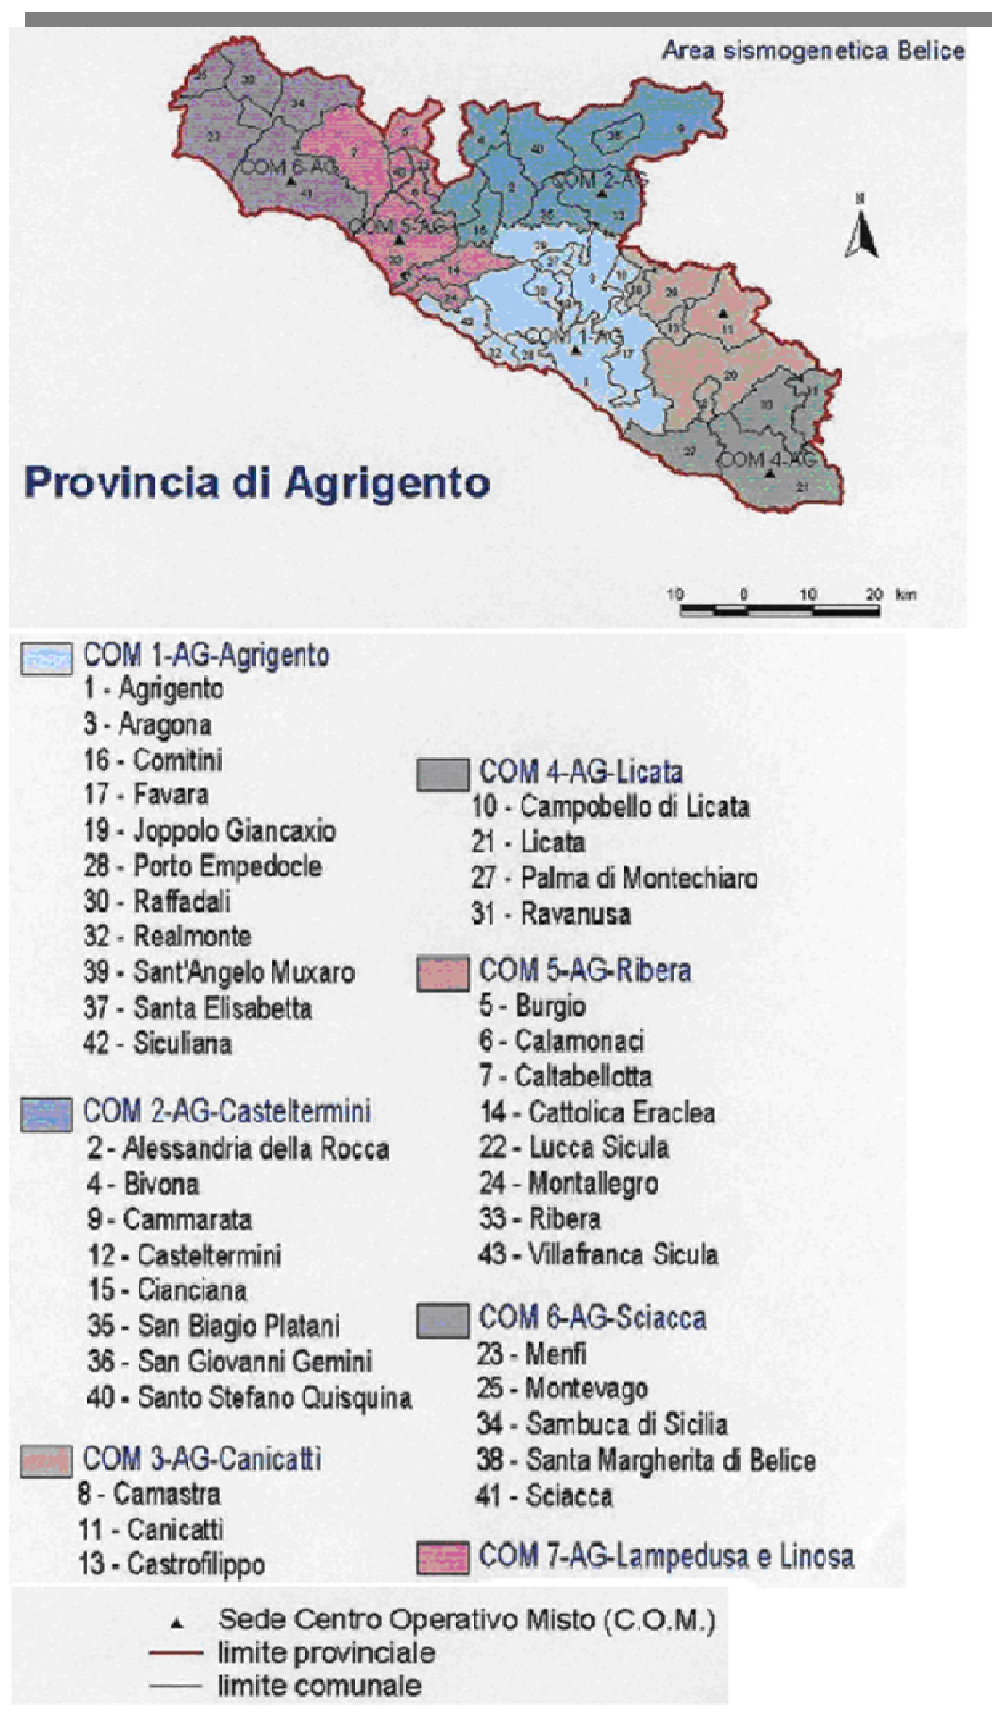 Area sismogenetica Belice
N
COM 6-AG
COM 2-AG
COM 5-AG
COM 1-AG
COM 4-AG
Provincia di Agrigento
10 0 10 20 km
COM 1-AG-Agrigento
1 - Agrigento
3 - Aragona
16 - Comitini
17 - Favara
19 - Joppolo Giancaxio
28 - Porto Empedocle
30 - Raffadali
32 - Realmonte
39 - Sant'Angelo Muxaro
37 - Santa Elisabetta
42 - Siculiana
COM 2-AG-Casteltermini
2 - Alessandria della Rocca
4 - Bivona
9 - Cammarata
12 - Casteltermini
15 - Cianciana
35 - San Biagio Platani
36 - San Giovanni Gemini
40 - Santo Stefano Quisquina
COM 3-AG-Canicatti
8 - Camastra
11 - Canicatti
13 - Castrofilippo
COM 4-AG-Licata
10 - Campobello di Licata
21 - Licata
27 - Palma di Montechiaro
31 - Ravanusa
COM 5-AG-Ribera
5 - Burgio
6 - Calamonaci
7 - Caltabellotta
14 - Cattolica Eraclea
22 - Lucca Sicula
24 - Montallegro
33 - Ribera
43 - Villafranca Sicula
COM 6-AG-Sciacca
23 - Menfi
25 - Montevago
34 - Sambuca di Sicilia
38 - Santa Margherita di Belice
41 - Sciacca
COM 7-AG-Lampedusa e Linosa
Sede Centro Operativo Misto (C.O.M.)
limite provinciale
limite comunale